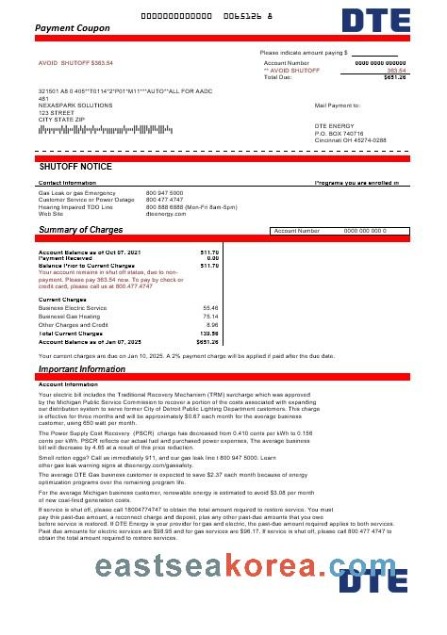 0000000000000 0065126 8
DTE
Payment Coupon
Please indicate amount paying $
AVOID SHUTOFF $363.54
Account Number 0000 0000 000000
** AVOID SHUTOFF 363.54
Total Due: $651.26
321501 A8 0 406**TG114*2*P01*M11***AUTO**ALL FOR AADC
481
NEXASPARK SOLUTIONS
123 STREET
CITY STATE ZIP
Mail Payment to:
DTE ENERGY
P.O. BOX 740716
Cincinnati OH 45274-0288
SHUTOFF NOTICE
Contact Information Programs you are enrolled in
Gas Leak or gas Emergency 800 947 5000
Customer Service or Power Outage 800 477 4747
Hearing Impaired TDD Line 800 888 6888 (Mon-Fri 8am-5pm)
Web Site dteenergy.com
Summary of Charges
Account Number 0000 000 000 0
Account Balance as of Oct 07, 2021 511.70
Payment Received 0.00
Balance Prior to Current Charges 511.70
Your account remains in shut off status, due to non-
payment. Please pay 363.54 now. To pay by check or
credit card, please call us at 800.477.4747
Current Charges
Business Electric Service 55.46
Business Gas Heating 75.14
Other Charges and Credit 8.96
Total Current Charges 139.56
Account Balance as of Jan 07, 2025 $651.26
Your current charges are due on Jan 10, 2025. A 2% payment charge will be applied if paid after the due date.
Important Information
Account Information
Your electric bill includes the Traditional Recovery Mechanism (TRM) surcharge which was approved
by the Michigan Public Service Commission to recover a portion of the costs associated with expanding
our distribution system to serve former City of Detroit Public Lighting Department customers. This charge
is effective for three months and will be approximately $0.67 each month for the average business
customer, using 650 watt per month.
The Power Supply Cost Recovery (PSCR) charge has decreased from 0.410 cents per kWh to 0.156
cents per kWh. PSCR reflects our actual fuel and purchased power expenses, The average business
bill will decrease by 4.65 as a result of this price reduction.
Smell rotten eggs? Call us immediately 911, and our gas leak line 1 800 947 5000. Learn
other gas leak warning signs at dteenergy.com/gassafety.
The average DTE Gas business customer is expected to save $2.37 each month because of energy
optimization programs over the remaining program life.
For the average Michigan business customer, renewable energy is estimated to avoid $3.08 per month
of new coal-fired generation costs.
If service is shut off, please call 18004774747 to obtain the total amount required to restore service. You must
pay this past-due amount, a reconnect charge and deposit, plus any other past-due amounts that you owe
before service is restored. If DTE Energy is your provider for gas and electric, the past-due amount required applies to both services.
Past due amounts for electric services are $98.99 and for gas services are $96.17. If service is shut off, please call 800 477 4747 to
obtain the total amount required to restore services.
eastseakorea.com
DTE